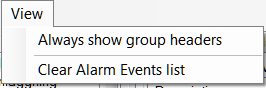 View
Always show group headers
Clear Alarm Events list